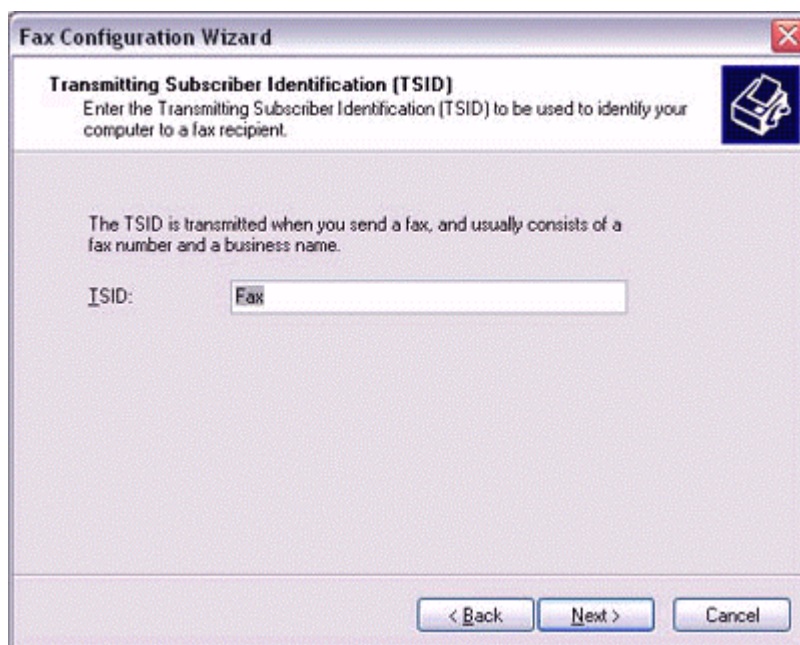 Fax Configuration Wizard
Transmitting Subscriber Identification (TSID)
Enter the Transmitting Subscriber Identification (TSID) to be used to identify your
computer to a fax recipient.
The TSID is transmitted when you send a fax, and usually consists of a
fax number and a business name.
TSID:
Fax
< Back
Next >
Cancel